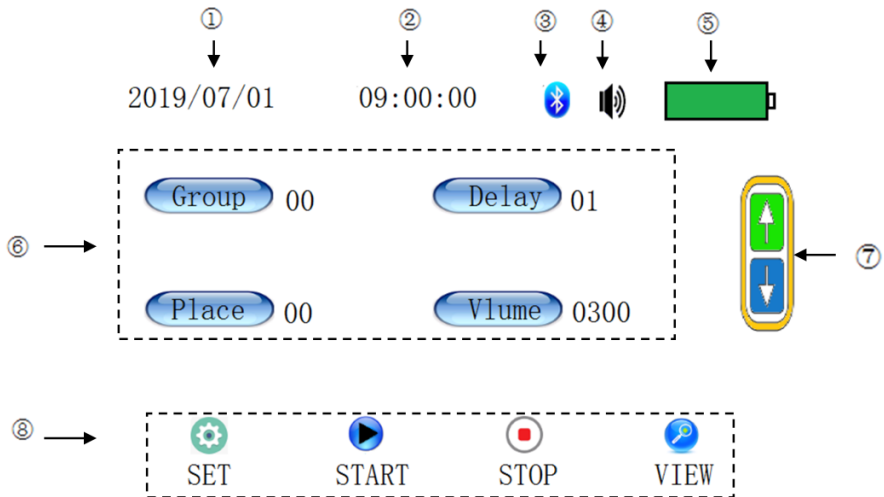 ① ② ③ ④ ⑤
2019/07/01 09:00:00
Group 00 Delay 01
⑥ ⑦
Place 00 Vlume 0300
⑧
SET START STOP VIEW